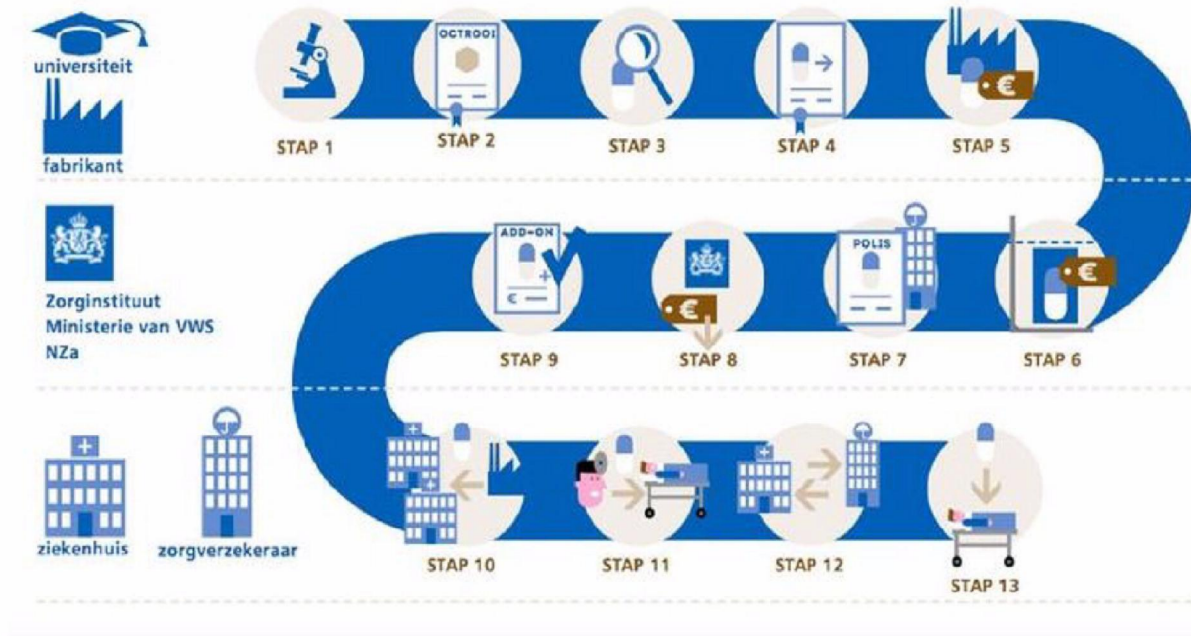 universiteit
fabrikant
OCTROOI
STAP 1
STAP 2
STAP 3
STAP 4
€
STAP 5
Zorginstituut
Ministerie van VWS
NZa
ADD-ON
€
STAP 9
€
STAP 8
POLIS
STAP 7
€
STAP 6
ziekenhuis
zorgverzekeraar
STAP 10
STAP 11
STAP 12
STAP 13